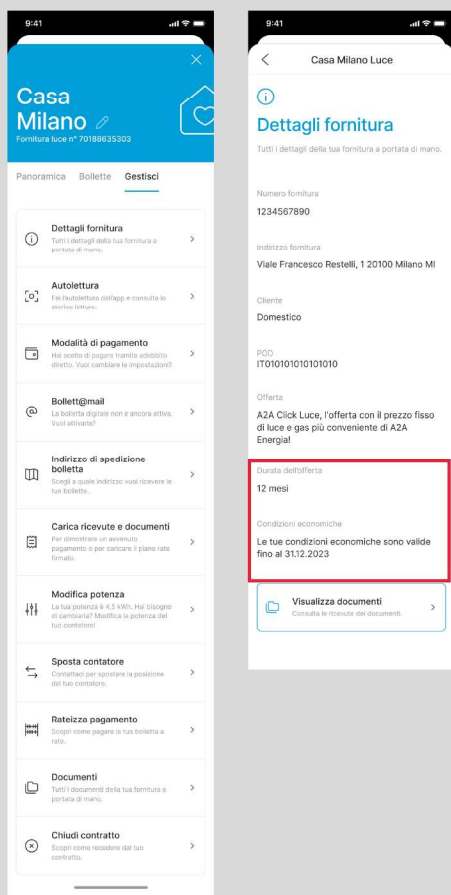 9:41
Casa
Milano
Fornitura luce n° 70188635303
Panoramica Bollette Gestisci
Dettagli fornitura
Tutti i dettagli della tua fornitura a
portata di mano.
Autolettura
Fai l'autolettura dall'app e consulta lo
storico letture.
Modalità di pagamento
Hai scelto di pagare tramite addebito
diretto. Vuoi cambiare le impostazioni?
Bollett@mail
La bolletta digitale non è ancora attiva.
Vuoi attivarla?
Indirizzo di spedizione
bolletta
Scegli a quale indirizzo vuoi ricevere le
tue bollette.
Carica ricevute e documenti
Per dimostrare un avvenuto
pagamento o per caricare il piano rate
firmato.
Modifica potenza
La tua potenza è 4,5 kWh. Hai bisogno
di cambiarla? Modifica la potenza del
tuo contatore!
Sposta contatore
Contattaci per spostare la posizione
del tuo contatore.
Rateizza pagamento
Scopri come pagare la tua bolletta a
rate.
Documenti
Tutti i documenti della tua fornitura a
portata di mano.
Chiudi contratto
Scopri come recedere dal tuo
contratto.
9:41
Casa Milano Luce
Dettagli fornitura
Tutti i dettagli della tua fornitura a portata di mano.
Numero fornitura
1234567890
Indirizzo fornitura
Viale Francesco Restelli, 1 20100 Milano MI
Cliente
Domestico
POD
IT010101010101010
Offerta
A2A Click Luce, l'offerta con il prezzo fisso
di luce e gas più conveniente di A2A
Energia!
Durata dell'offerta
12 mesi
Condizioni economiche
Le tue condizioni economiche sono valide
fino al 31.12.2023
Visualizza documenti
Consulta le ricevute dei documenti.